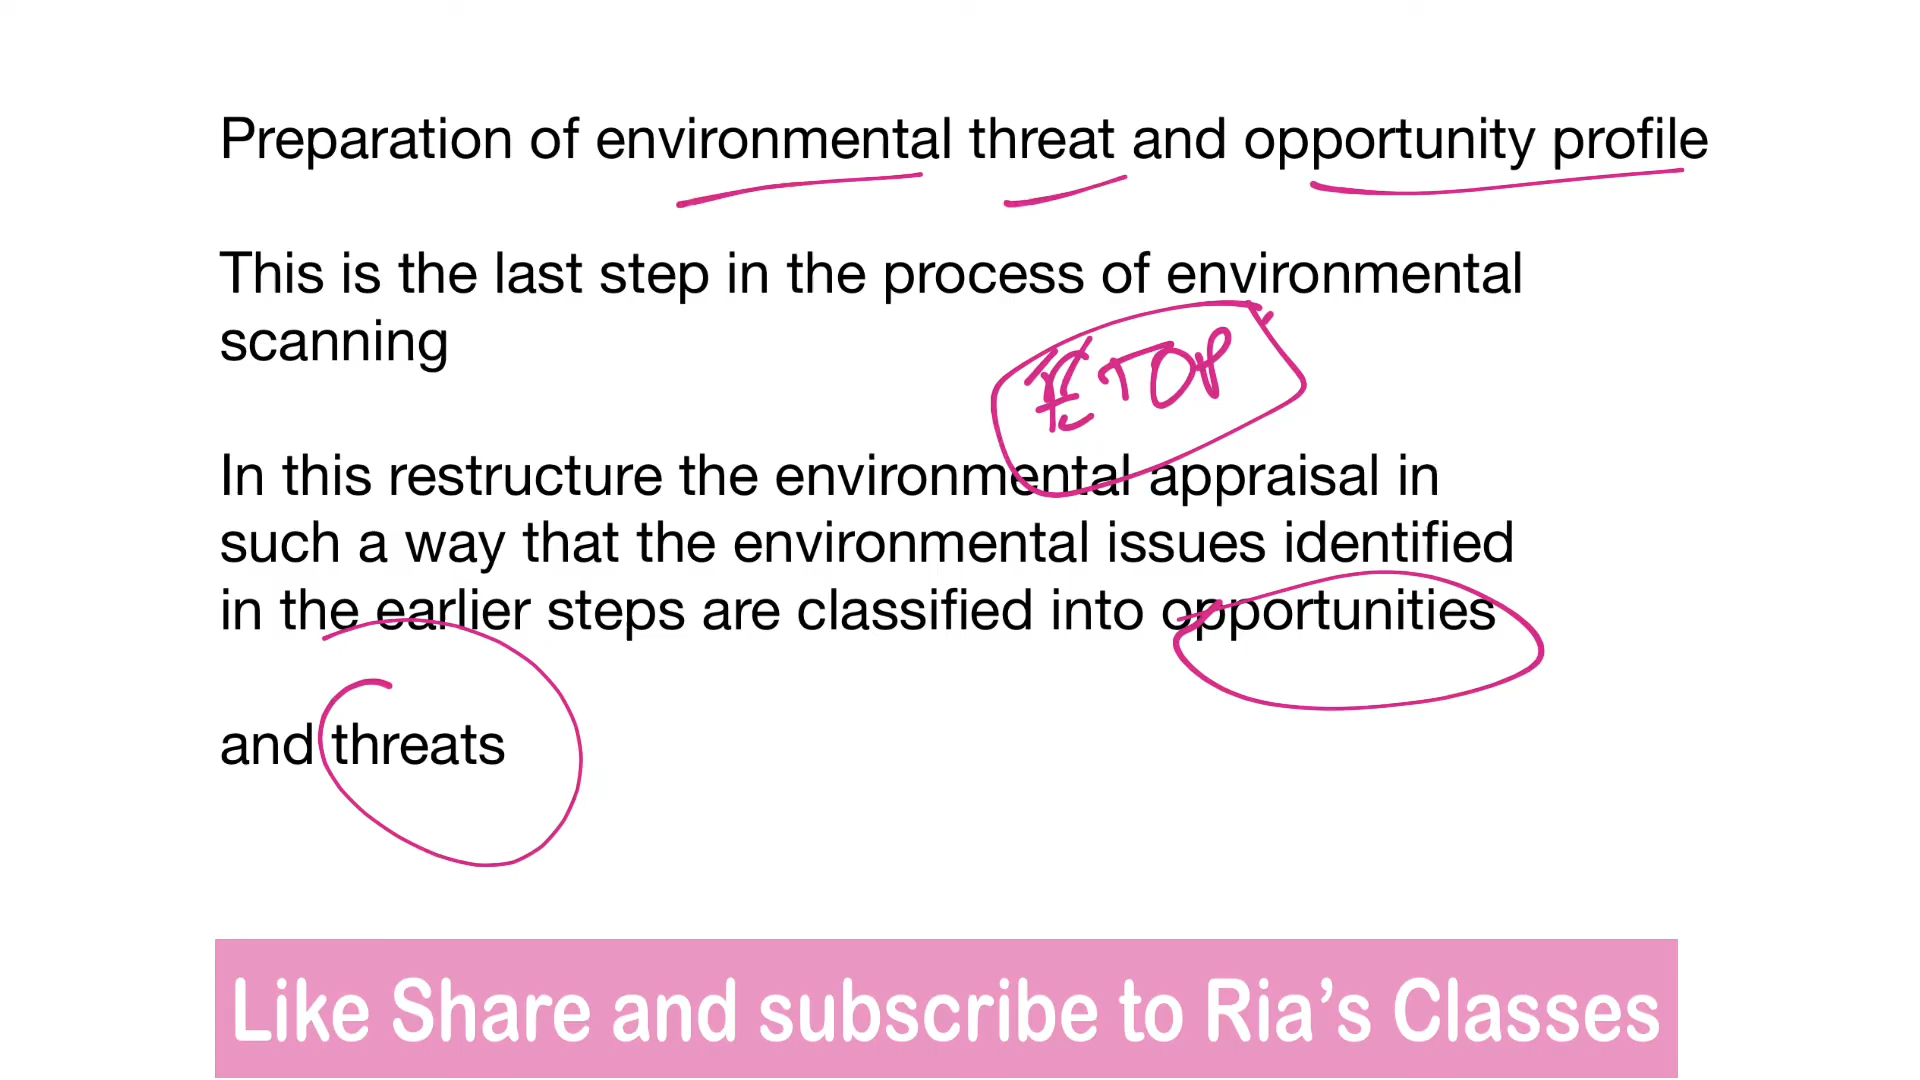 Preparation of environmental threat and opportunity profile
This is the last step in the process of environmental
scanning
ETOP
In this restructure the environmental appraisal in
such a way that the environmental issues identified
in the earlier steps are classified into opportunities
and threats
Like Share and subscribe to Ria's Classes